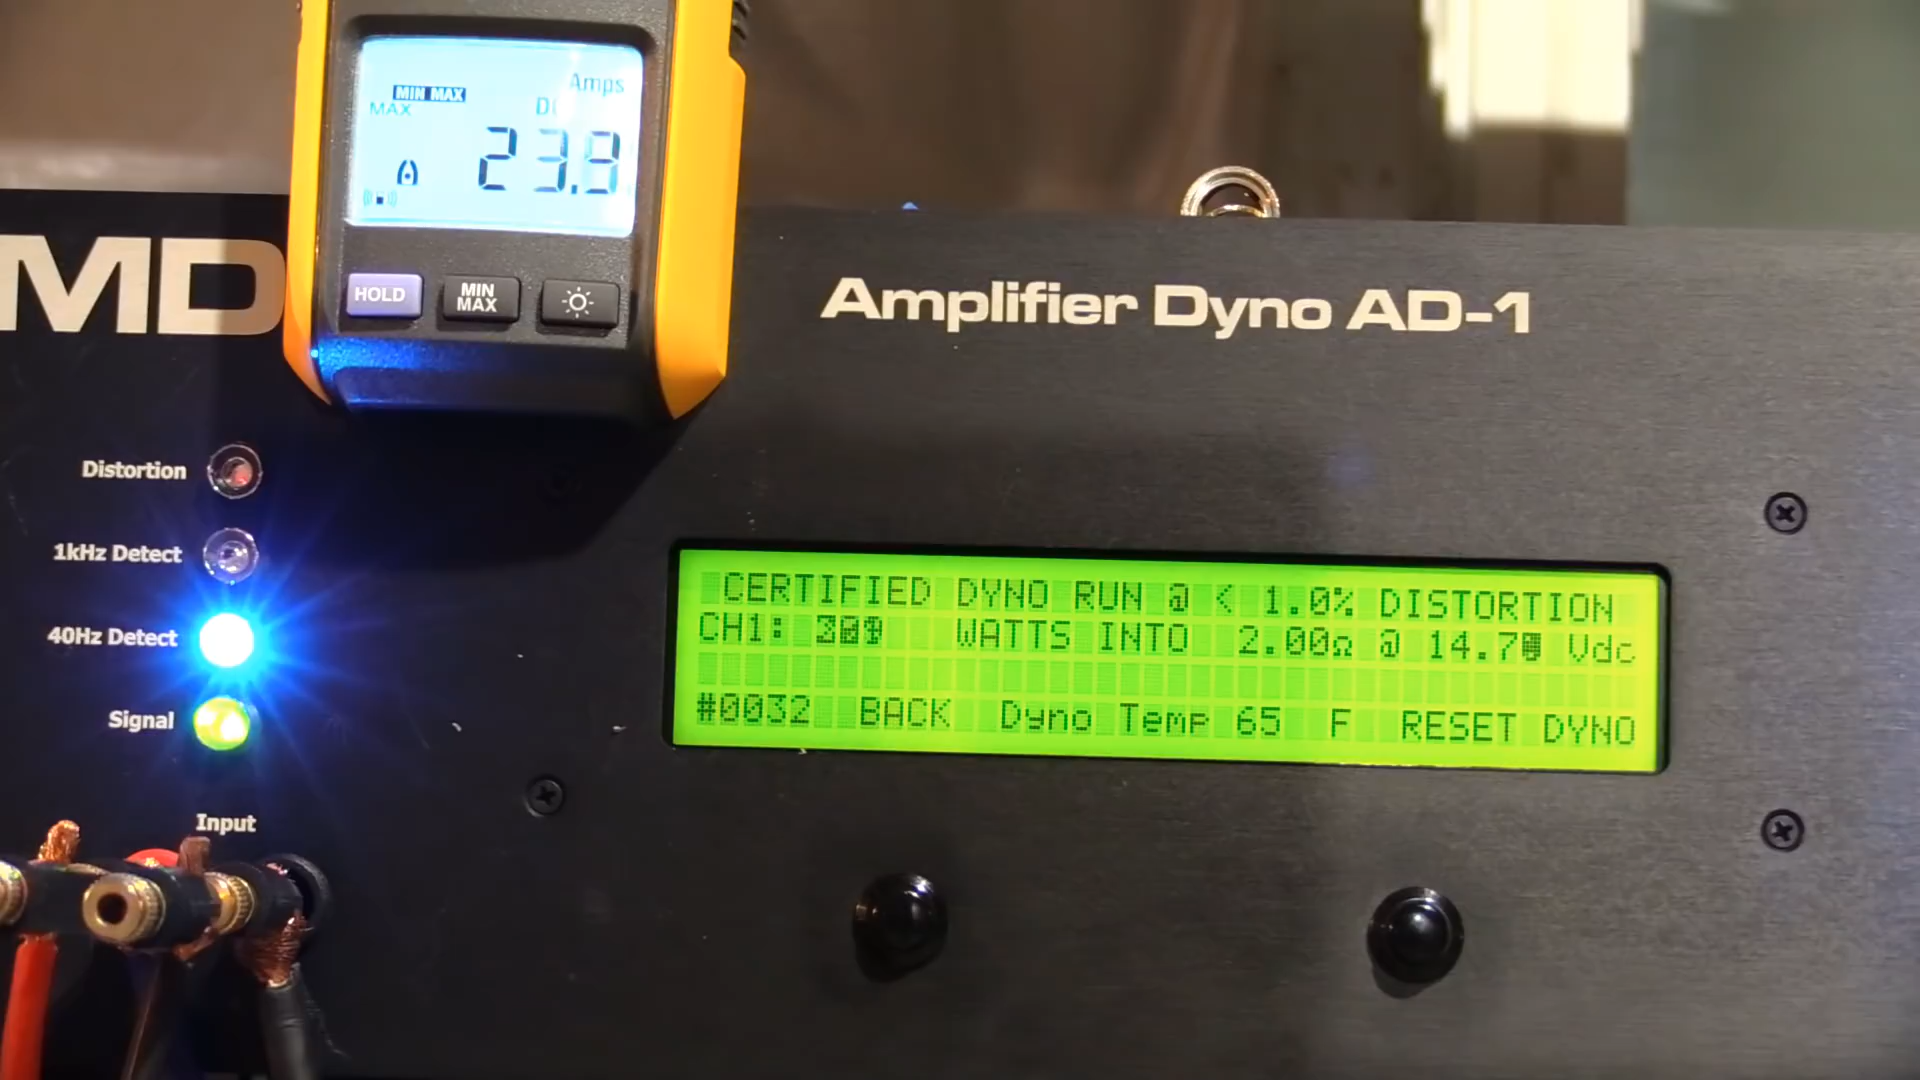 Amps
MIN MAX
MAX
23.9
HOLD
MIN MAX
MD
Amplifier Dyno AD-1
Distortion
1kHz Detect
40Hz Detect
Signal
Input
CERTIFIED DYNO RUN @ < 1.0% DISTORTION
CH1: WATTS INTO 2.00Ω @ Vdc
#0032 BACK Dyno Temp 65 F RESET DYNO